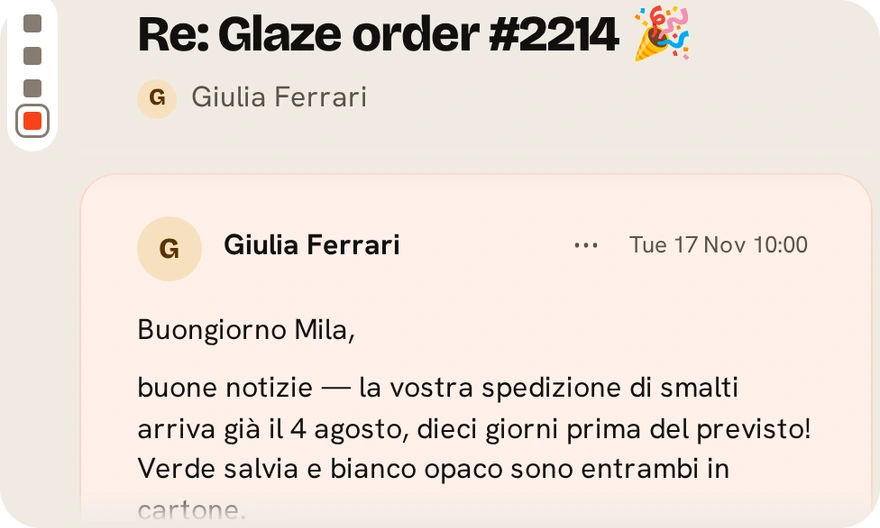 Re: Glaze order #2214 🎉
G Giulia Ferrari
G Giulia Ferrari ··· Tue 17 Nov 10:00
Buongiorno Mila,
buone notizie — la vostra spedizione di smalti
arriva già il 4 agosto, dieci giorni prima del previsto!
Verde salvia e bianco opaco sono entrambi in
cartone.